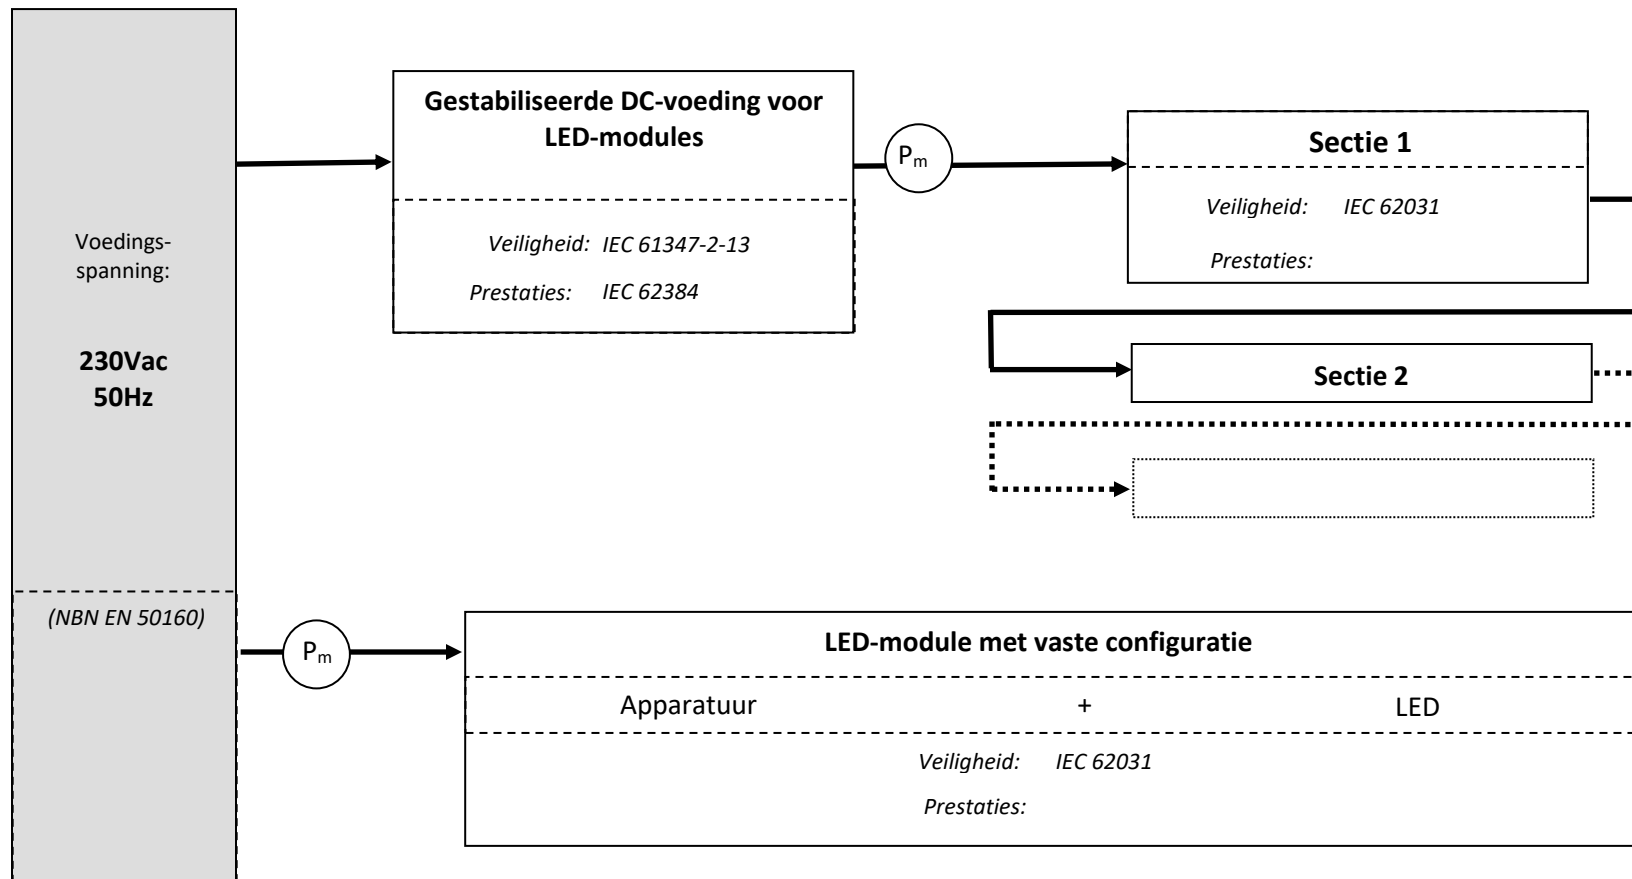 Voedings-
spanning:
230Vac
50Hz
(NBN EN 50160)
Gestabiliseerde DC-voeding voor
LED-modules
Veiligheid: IEC 61347-2-13
Prestaties: IEC 62384
Pm
Sectie 1
Veiligheid: IEC 62031
Prestaties:
Sectie 2
Pm
LED-module met vaste configuratie
Apparatuur + LED
Veiligheid: IEC 62031
Prestaties: